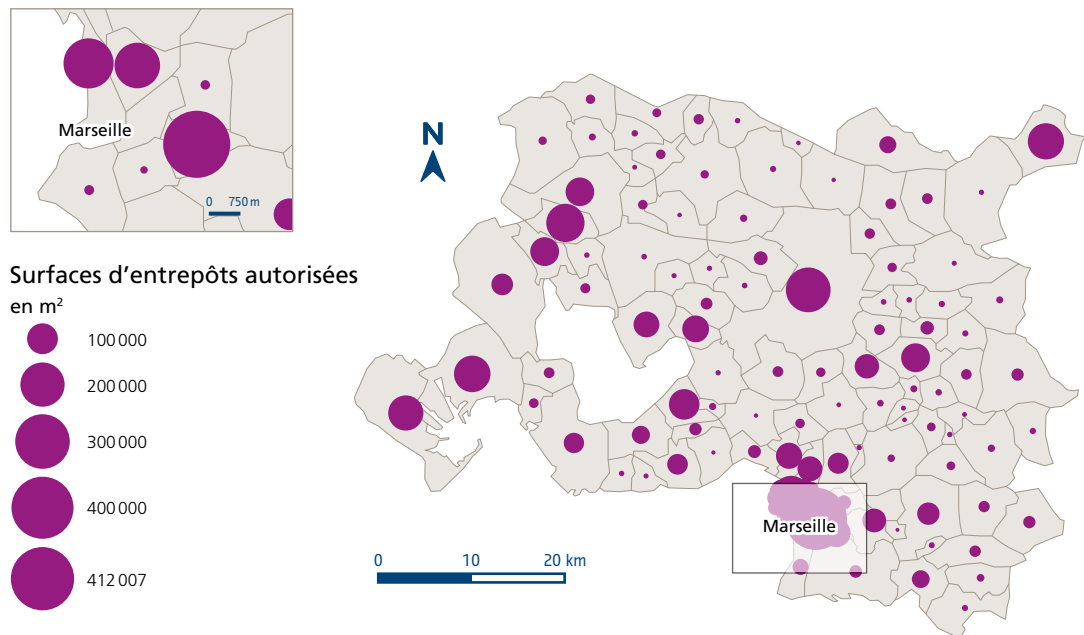 Marseille
0 750 m
N
Surfaces d’entrepôts autorisées
en m²
100 000
200 000
300 000
400 000
412 007
Marseille
0 10 20 km